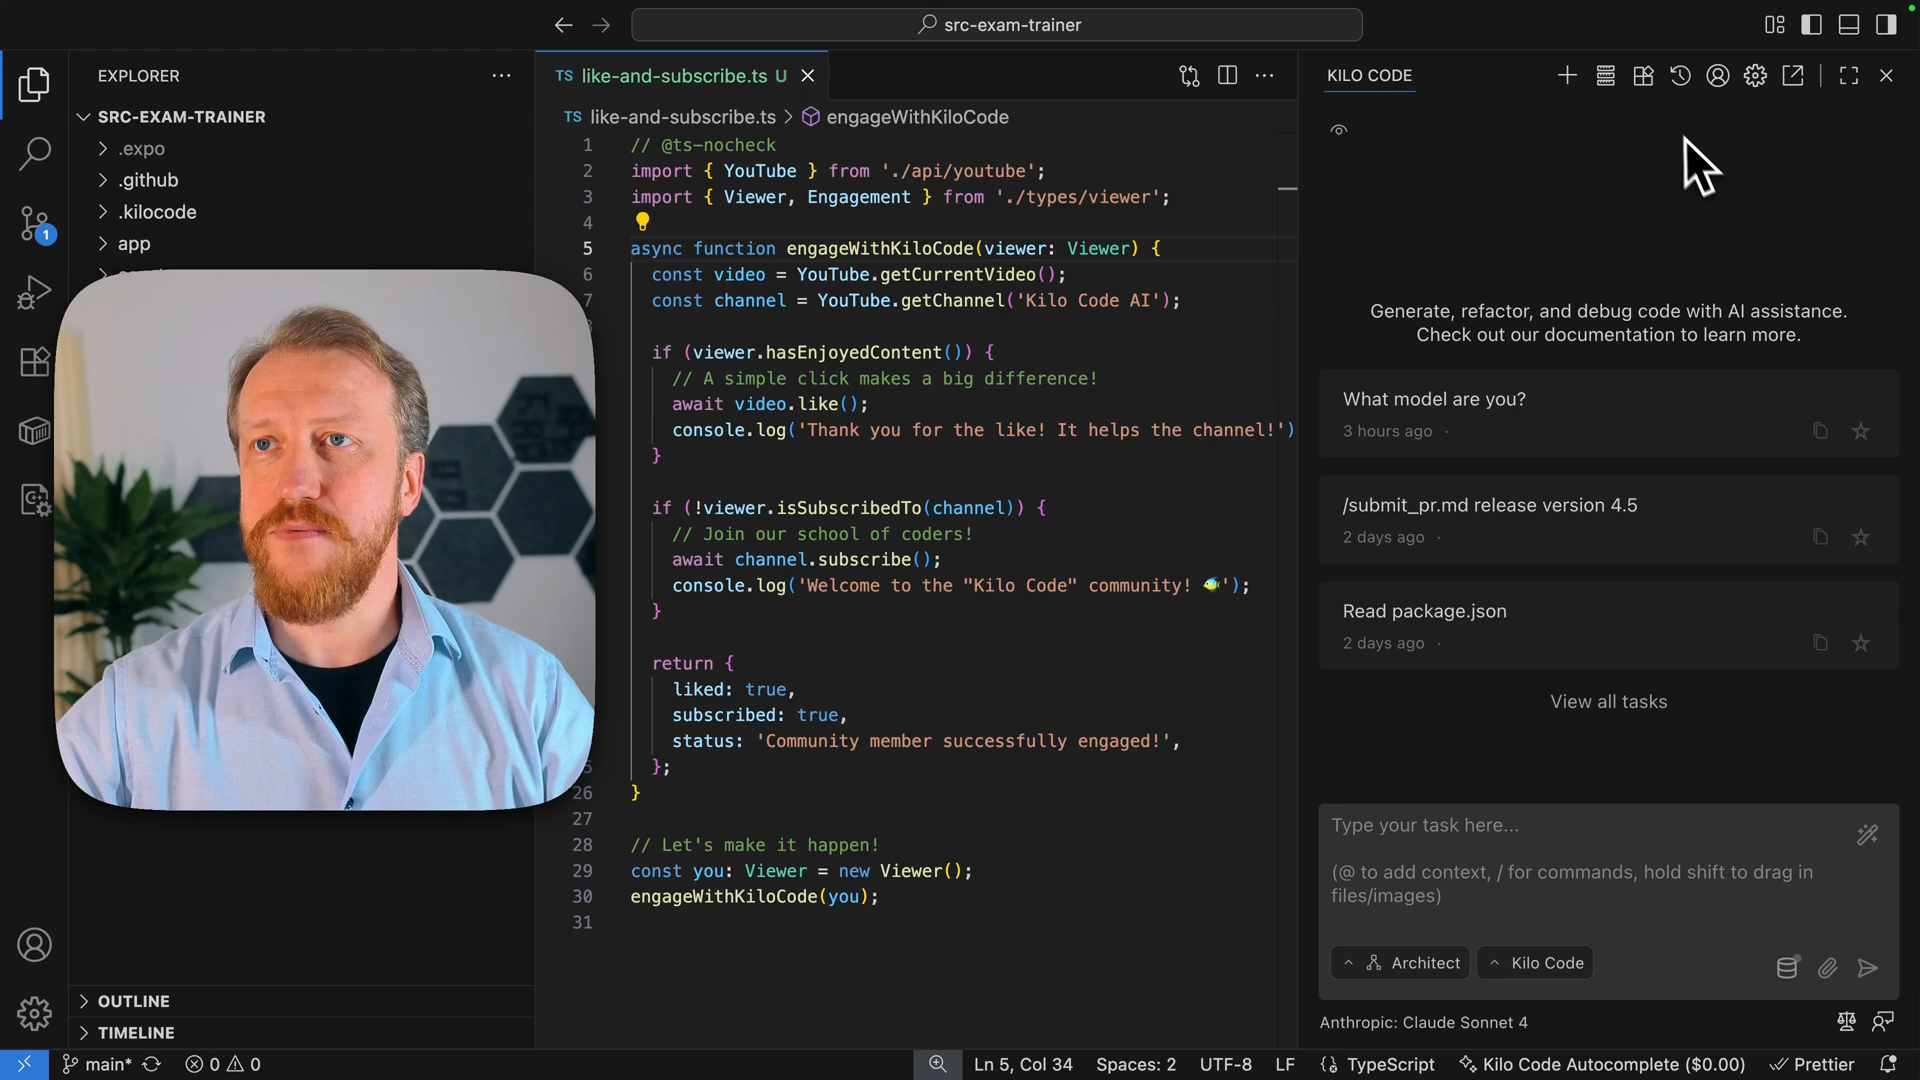 src-exam-trainer
EXPLORER
SRC-EXAM-TRAINER
.expo
.github
.kilocode
app
1
OUTLINE
TIMELINE
TS like-and-subscribe.ts U
TS like-and-subscribe.ts > engageWithKiloCode
1 // @ts-nocheck
2 import { YouTube } from './api/youtube';
3 import { Viewer, Engagement } from './types/viewer';
4
5 async function engageWithKiloCode(viewer: Viewer) {
6 const video = YouTube.getCurrentVideo();
7 const channel = YouTube.getChannel('Kilo Code AI');
if (viewer.hasEnjoyedContent()) {
// A simple click makes a big difference!
await video.like();
console.log('Thank you for the like! It helps the channel!')
}
if (!viewer.isSubscribedTo(channel)) {
// Join our school of coders!
await channel.subscribe();
console.log('Welcome to the "Kilo Code" community! 🐠');
}
return {
liked: true,
subscribed: true,
status: 'Community member successfully engaged!',
};
26 }
27
28 // Let's make it happen!
29 const you: Viewer = new Viewer();
30 engageWithKiloCode(you);
31
KILO CODE
Generate, refactor, and debug code with AI assistance.
Check out our documentation to learn more.
What model are you?
3 hours ago ·
/submit_pr.md release version 4.5
2 days ago ·
Read package.json
2 days ago ·
View all tasks
Type your task here...
(@ to add context, / for commands, hold shift to drag in
files/images)
Architect
Kilo Code
Anthropic: Claude Sonnet 4
main* 0 0 Ln 5, Col 34 Spaces: 2 UTF-8 LF {} TypeScript Kilo Code Autocomplete ($0.00) Prettier